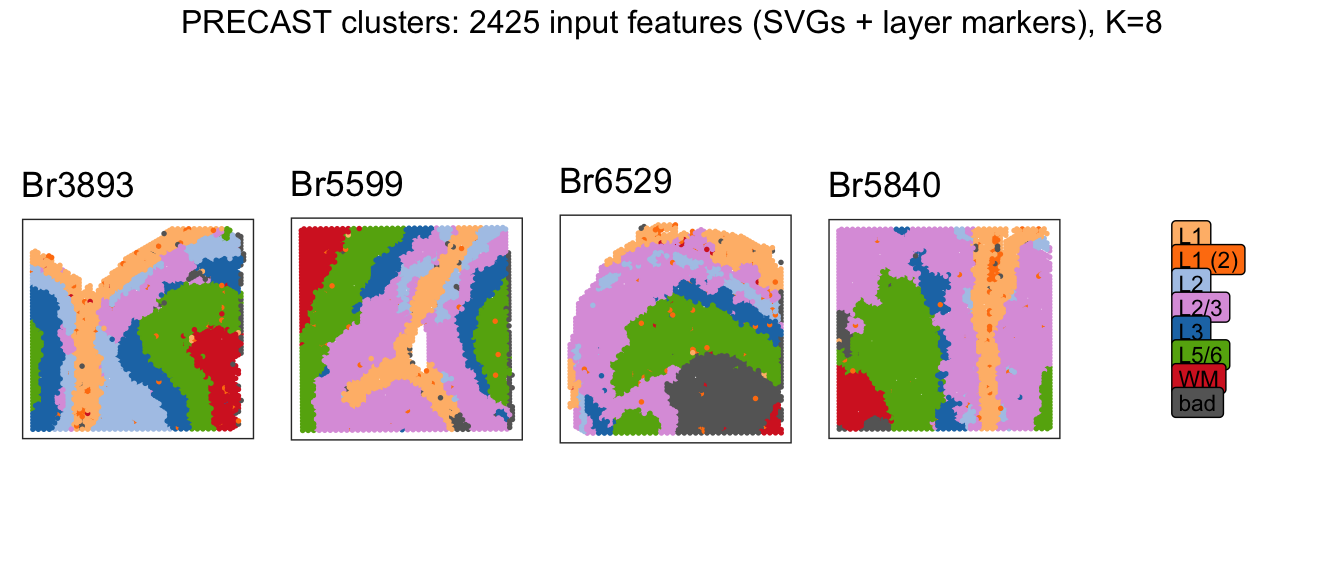 PRECAST clusters: 2425 input features (SVGs + layer markers), K=8
Br3893
Br5599
Br6529
Br5840
L1
L1 (2)
L2
L2/3
L3
L5/6
WM
bad